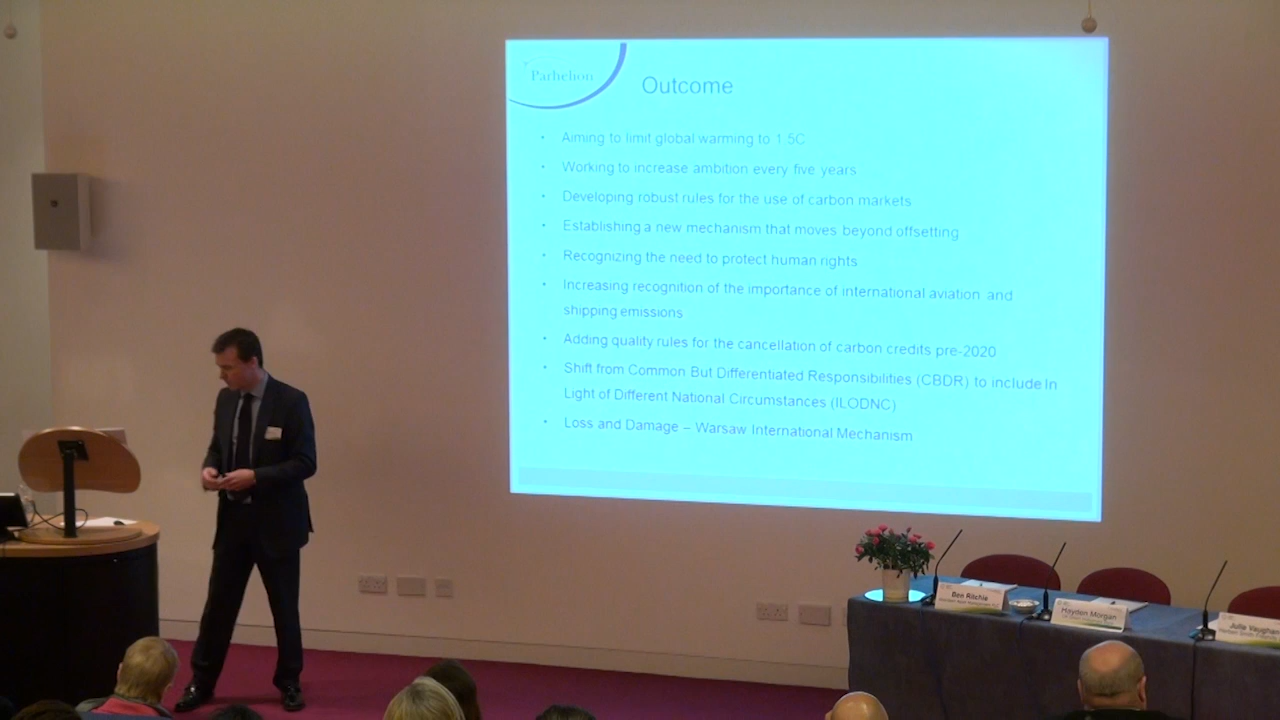 Parhelion
Outcome
• Aiming to limit global warming to 1.5C
• Working to increase ambition every five years
• Developing robust rules for the use of carbon markets
• Establishing a new mechanism that moves beyond offsetting
• Recognizing the need to protect human rights
• Increasing recognition of the importance of international aviation and
shipping emissions
• Adding quality rules for the cancellation of carbon credits pre-2020
• Shift from Common But Differentiated Responsibilities (CBDR) to include In
Light of Different National Circumstances (ILODNC)
• Loss and Damage – Warsaw International Mechanism
Ben Ritchie
Haydon Morgan
Julia